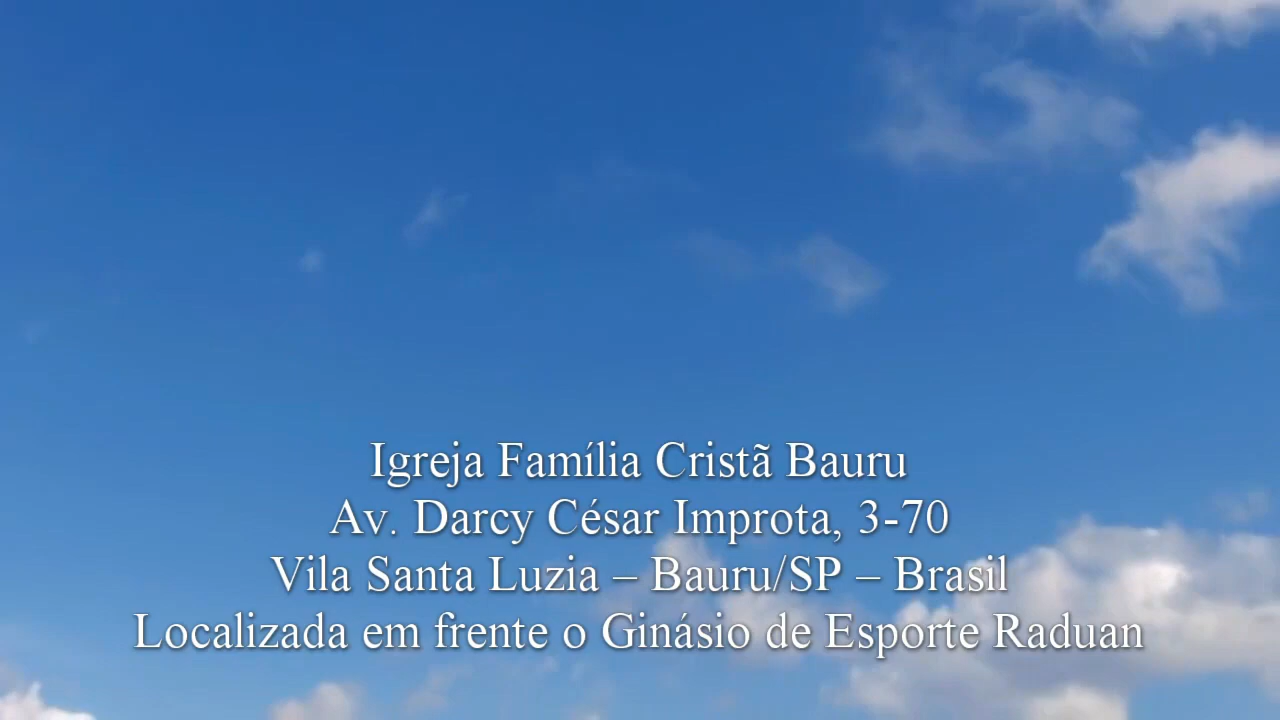 Igreja Família Cristã Bauru
Av. Darcy César Improta, 3-70
Vila Santa Luzia – Bauru/SP – Brasil
Localizada em frente o Ginásio de Esporte Raduan